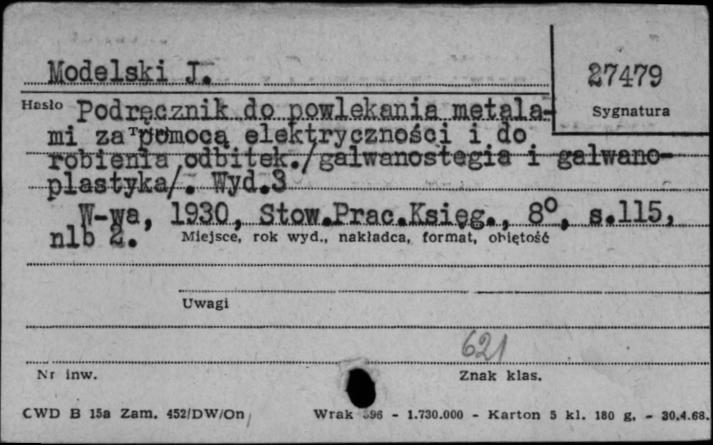 Modelski J.
27479
Hasło
Sygnatura
Podręcznik do powlekania metala-
mi za pomocą elektryczności i do
robienia odbitek./galwanostegia i galwano-
plastyka/. Wyd.3
W-wa, 1930, Stow.Prac.Księg., 8°, s.115,
nlb 2.
Miejsce, rok wyd., nakładca, format, objętość
Uwagi
621
Nr inw.
Znak klas.
CWD B 15a Zam. 452/DW/On
Wrak 96 - 1.730.000 - Karton 5 kl. 180 g. - 30.4.68.